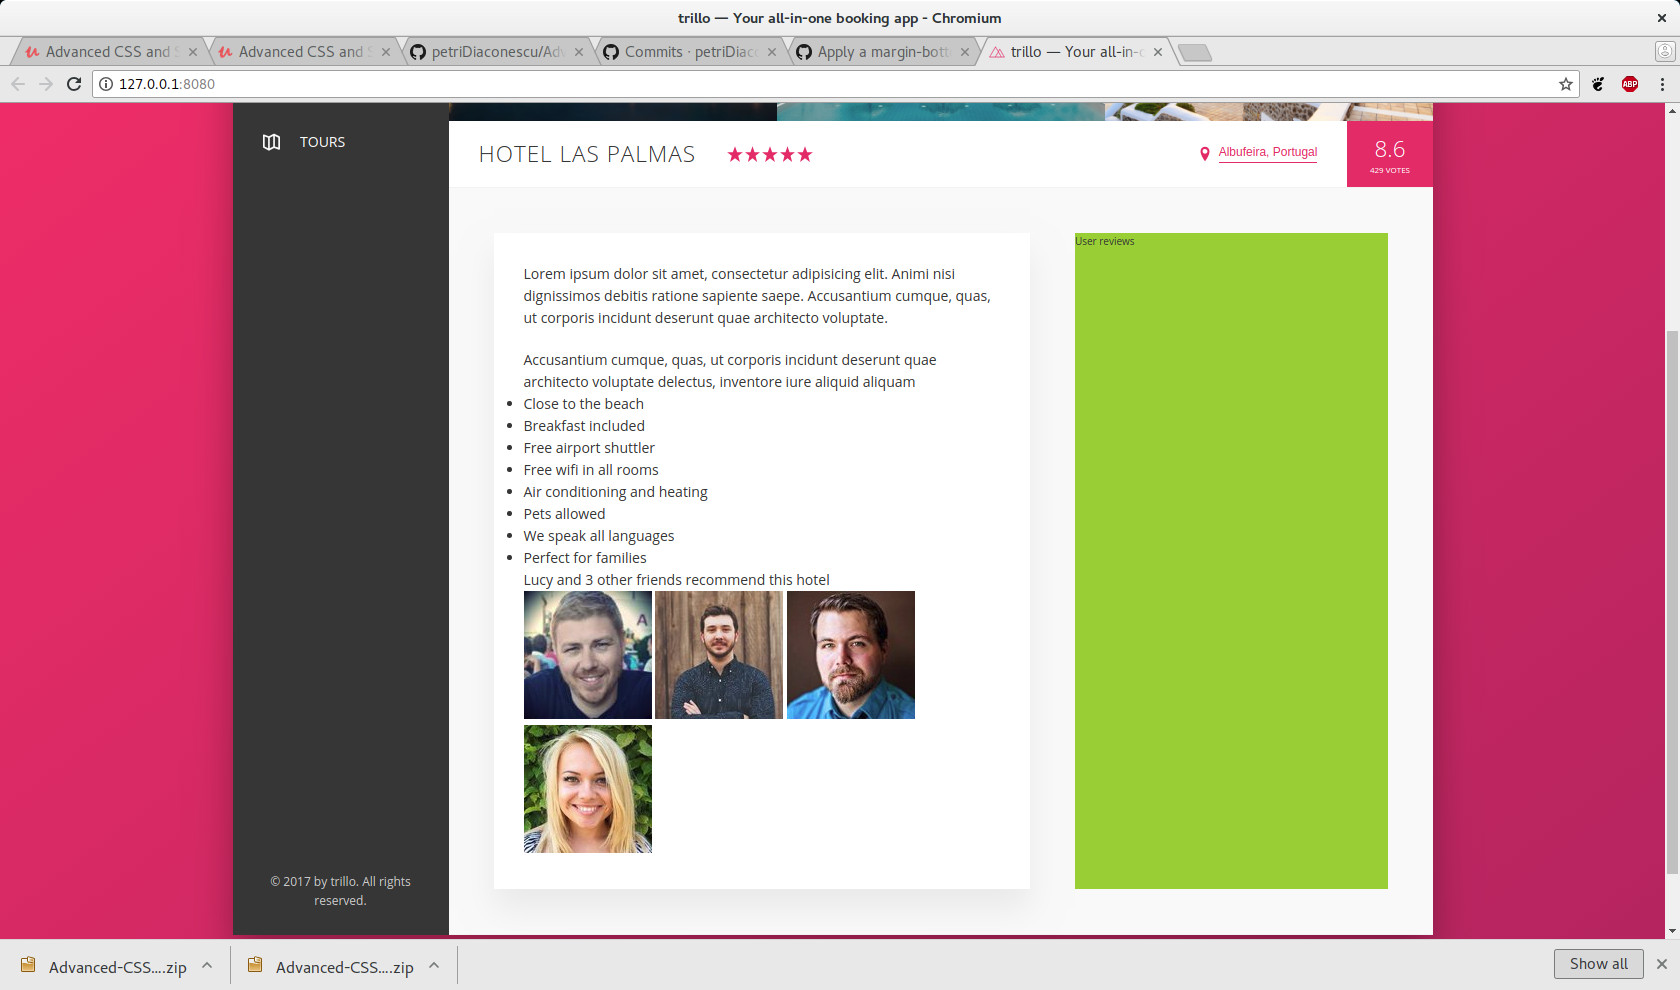 trillo — Your all-in-one booking app - Chromium
Advanced CSS and S
Advanced CSS and S
petriDiaconescu/Adv
Commits · petriDiaco
Apply a margin-bott
trillo — Your all-in-o
127.0.0.1:8080
ABP
TOURS
HOTEL LAS PALMAS
Albufeira, Portugal
8.6
429 VOTES
Lorem ipsum dolor sit amet, consectetur adipisicing elit. Animi nisi
dignissimos debitis ratione sapiente saepe. Accusantium cumque, quas,
ut corporis incidunt deserunt quae architecto voluptate.
Accusantium cumque, quas, ut corporis incidunt deserunt quae
architecto voluptate delectus, inventore iure aliquid aliquam
Close to the beach
Breakfast included
Free airport shuttler
Free wifi in all rooms
Air conditioning and heating
Pets allowed
We speak all languages
Perfect for families
Lucy and 3 other friends recommend this hotel
User reviews
© 2017 by trillo. All rights
reserved.
Advanced-CSS....zip
Advanced-CSS....zip
Show all